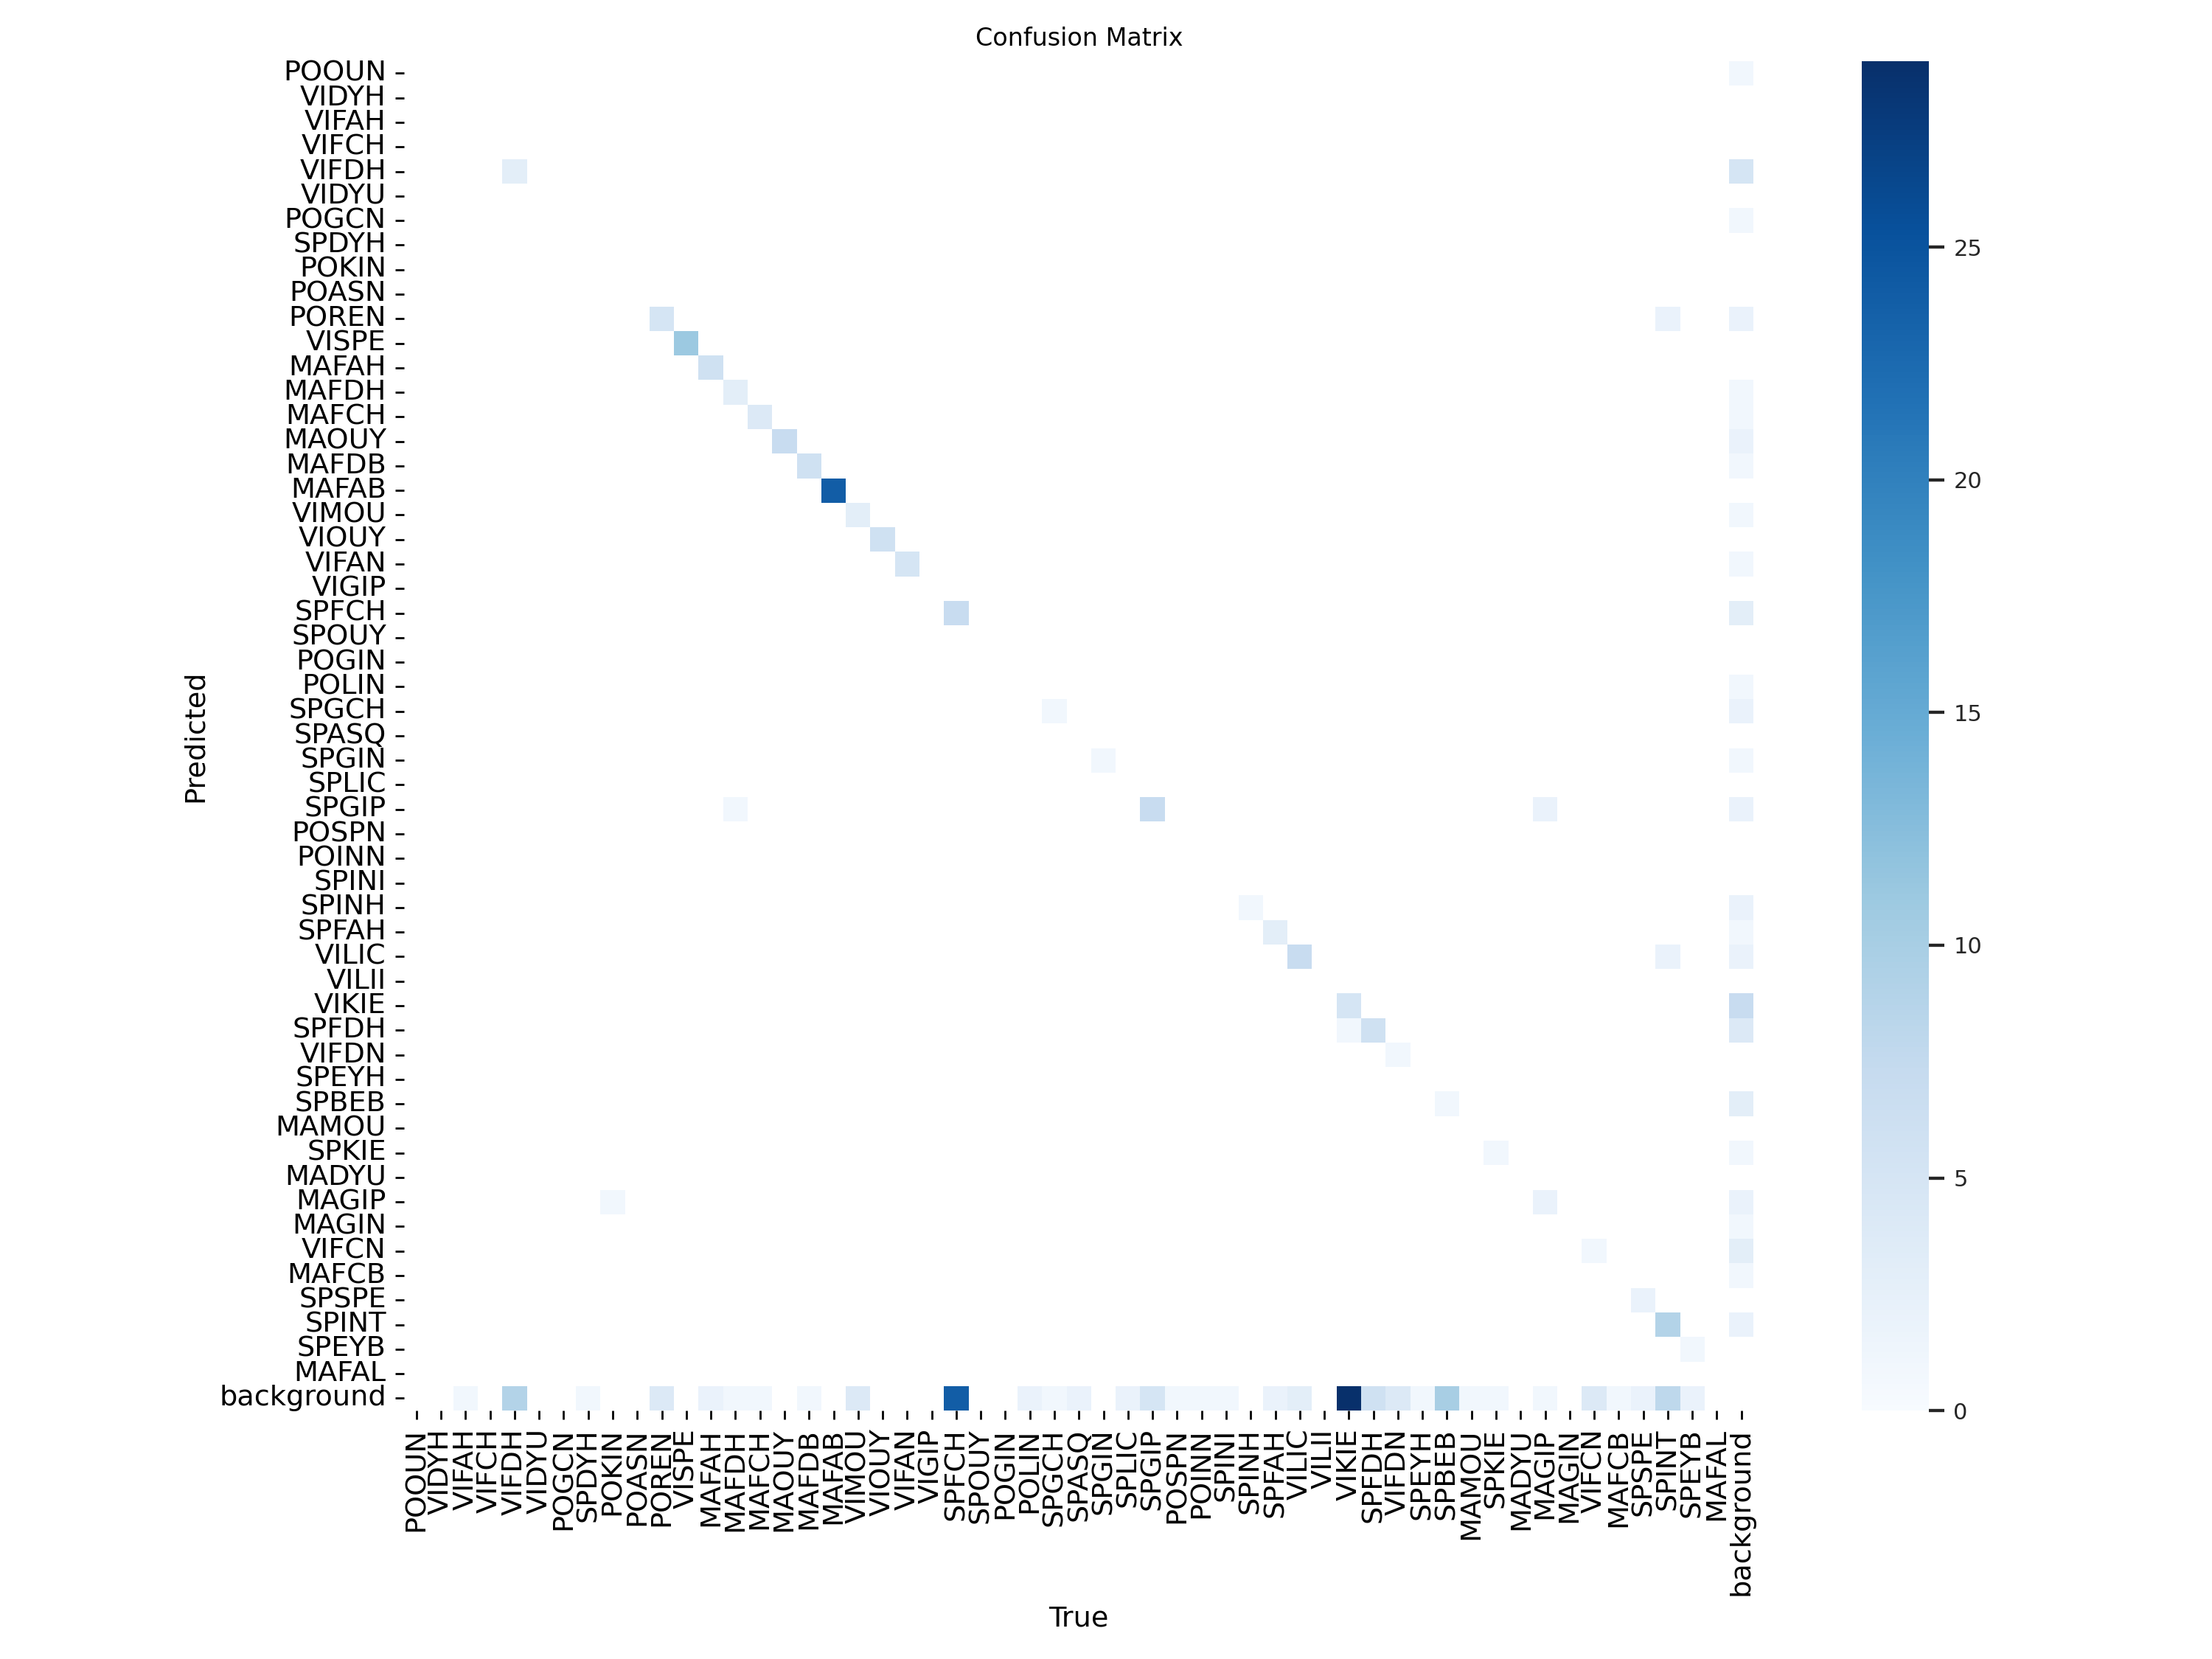 Confusion Matrix
Predicted
POOUN
VIDYH
VIFAH
VIFCH
VIFDH
VIDYU
POGCN
SPDYH
POKIN
POASN
POREN
VISPE
MAFAH
MAFDH
MAFCH
MAOUY
MAFDB
MAFAB
VIMOU
VIOUY
VIFAN
VIGIP
SPFCH
SPOUY
POGIN
POLIN
SPGCH
SPASQ
SPGIN
SPLIC
SPGIP
POSPN
POINN
SPINI
SPINH
SPFAH
VILIC
VILII
VIKIE
SPFDH
VIFDN
SPEYH
SPBEB
MAMOU
SPKIE
MADYU
MAGIP
MAGIN
VIFCN
MAFCB
SPSPE
SPINT
SPEYB
MAFAL
background
POOUN
VIDYH
VIFAH
VIFCH
VIFDH
VIDYU
POGCN
SPDYH
POKIN
POASN
POREN
VISPE
MAFAH
MAFDH
MAFCH
MAOUY
MAFDB
MAFAB
VIMOU
VIOUY
VIFAN
VIGIP
SPFCH
SPOUY
POGIN
POLIN
SPGCH
SPASQ
SPGIN
SPLIC
SPGIP
POSPN
POINN
SPINI
SPINH
SPFAH
VILIC
VILII
VIKIE
SPFDH
VIFDN
SPEYH
SPBEB
MAMOU
SPKIE
MADYU
MAGIP
MAGIN
VIFCN
MAFCB
SPSPE
SPINT
SPEYB
MAFAL
background
True
25
20
15
10
5
0